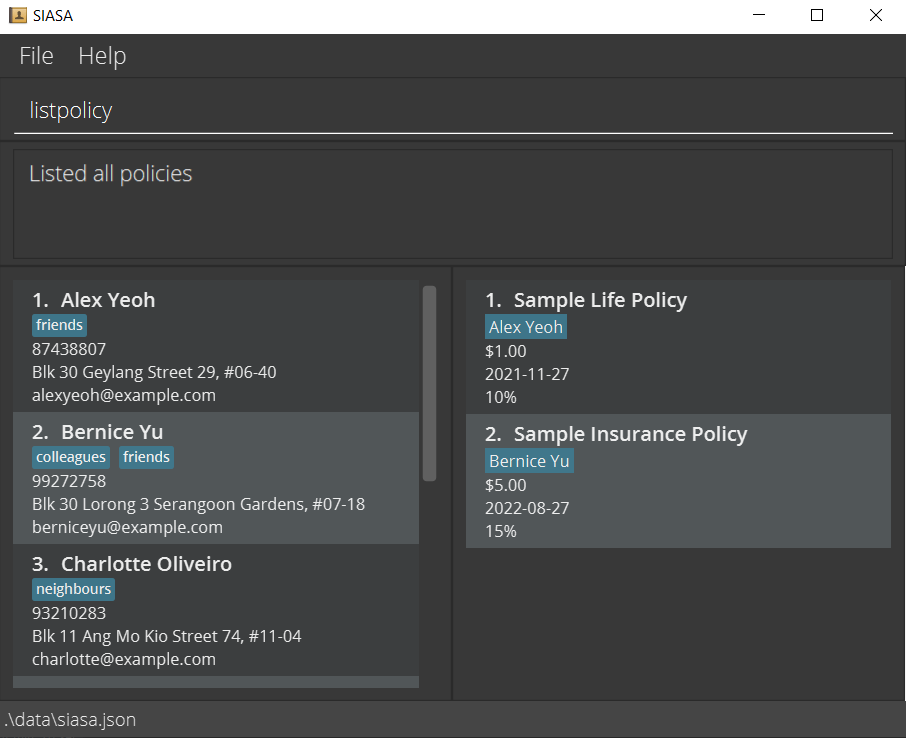 SIASA
File Help
listpolicy
Listed all policies
1. Alex Yeoh
friends
87438807
Blk 30 Geylang Street 29, #06-40
alexyeoh@example.com
2. Bernice Yu
colleagues friends
99272758
Blk 30 Lorong 3 Serangoon Gardens, #07-18
berniceyu@example.com
3. Charlotte Oliveiro
neighbours
93210283
Blk 11 Ang Mo Kio Street 74, #11-04
charlotte@example.com
1. Sample Life Policy
Alex Yeoh
$1.00
2021-11-27
10%
2. Sample Insurance Policy
Bernice Yu
$5.00
2022-08-27
15%
.\data\siasa.json